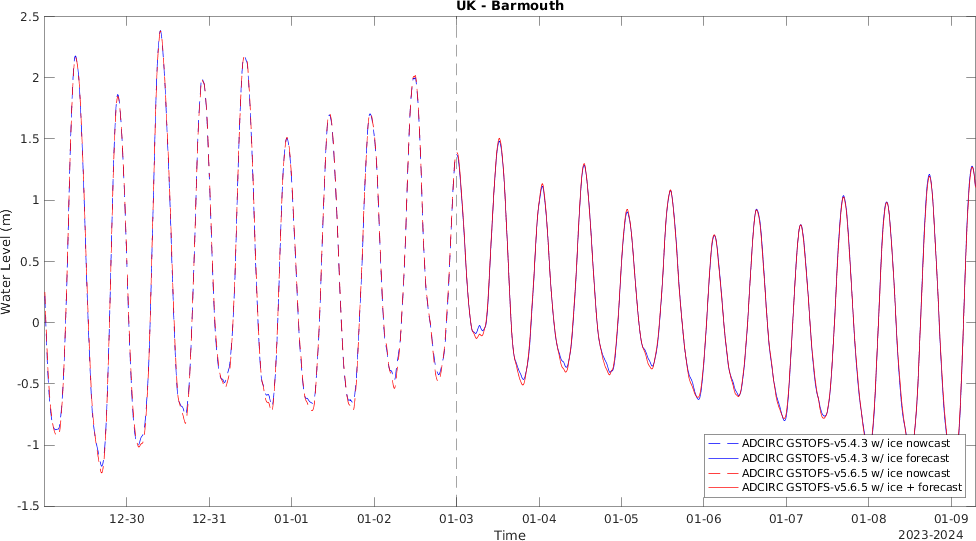 UK - Barmouth
2.5
2
1.5
1
0.5
0
-0.5
-1
-1.5
Water Level (m)
ADCIRC GSTOFS-v5.4.3 w/ ice nowcast
ADCIRC GSTOFS-v5.4.3 w/ ice forecast
ADCIRC GSTOFS-v5.6.5 w/ ice nowcast
ADCIRC GSTOFS-v5.6.5 w/ ice + forecast
12-30 12-31 01-01 01-02 01-03 01-04 01-05 01-06 01-07 01-08 01-09
Time 2023-2024